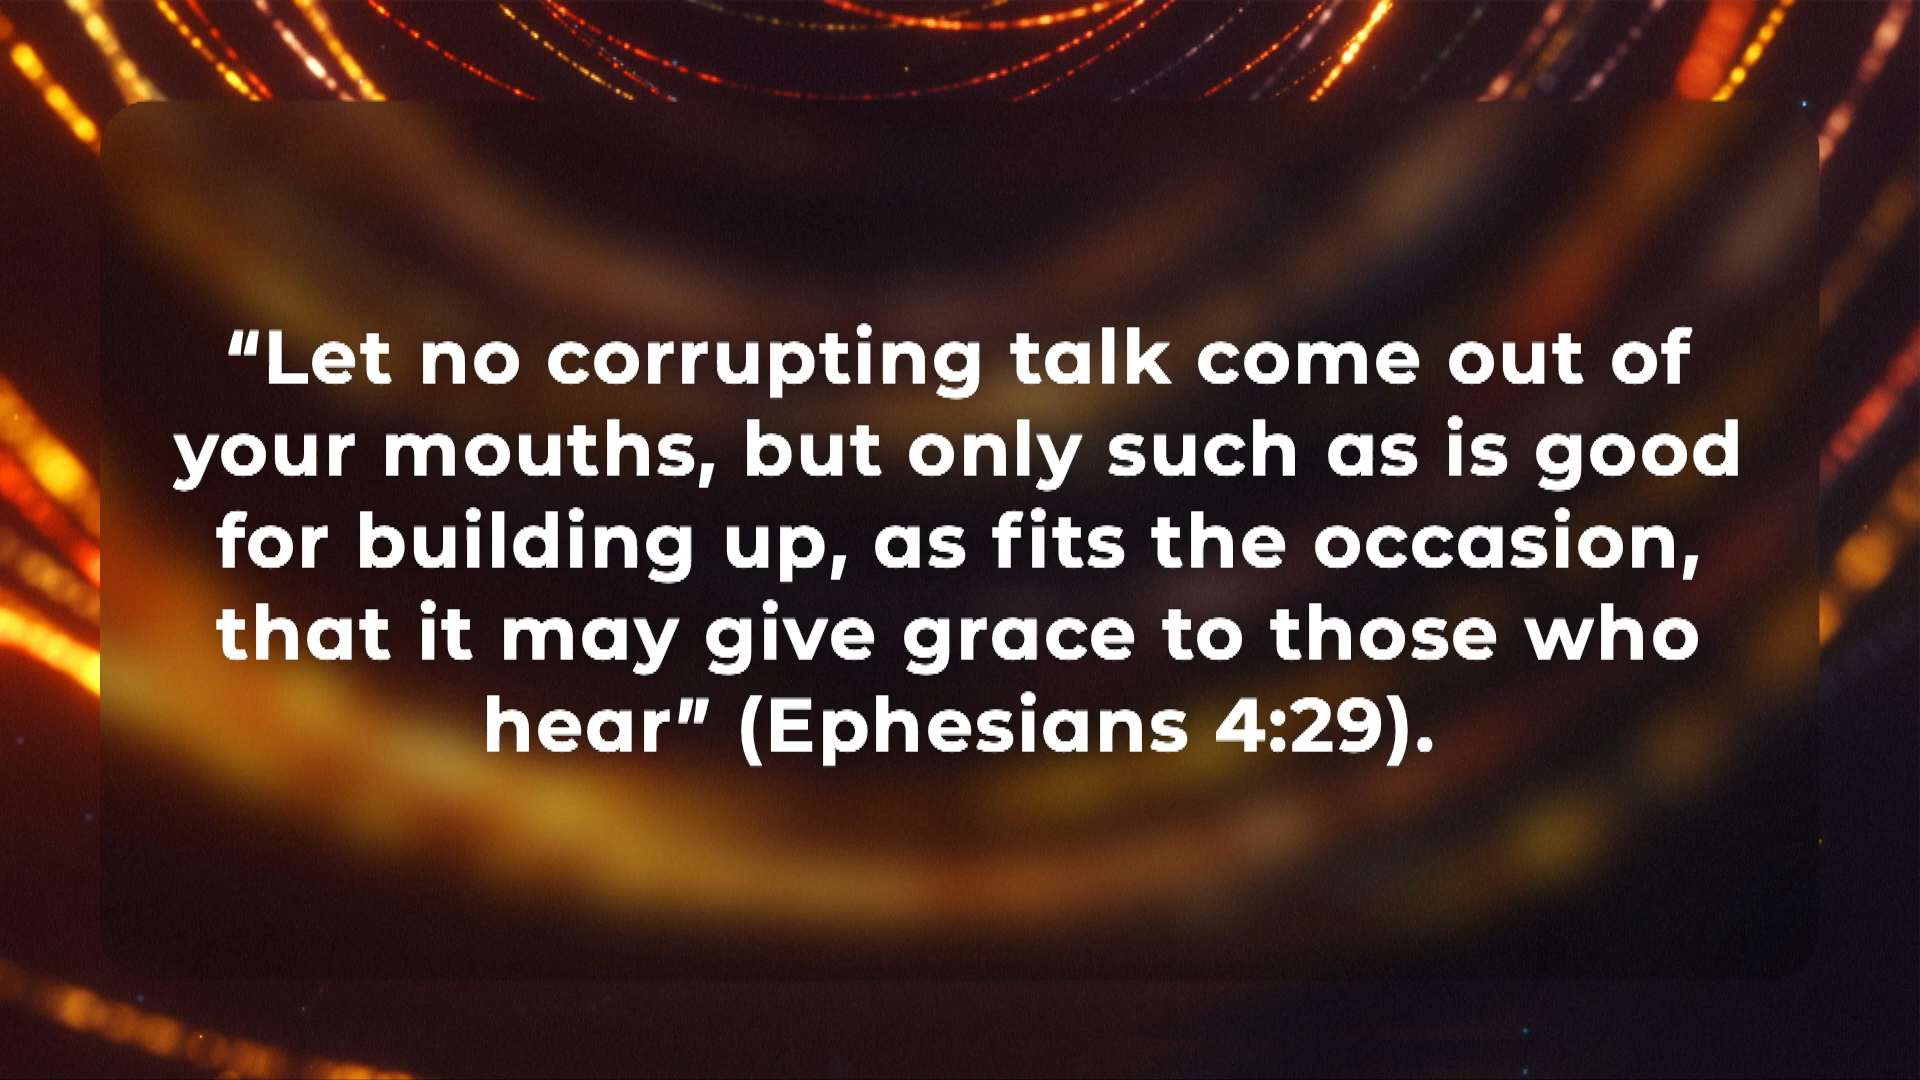 “Let no corrupting talk come out of
your mouths, but only such as is good
for building up, as fits the occasion,
that it may give grace to those who
hear” (Ephesians 4:29).